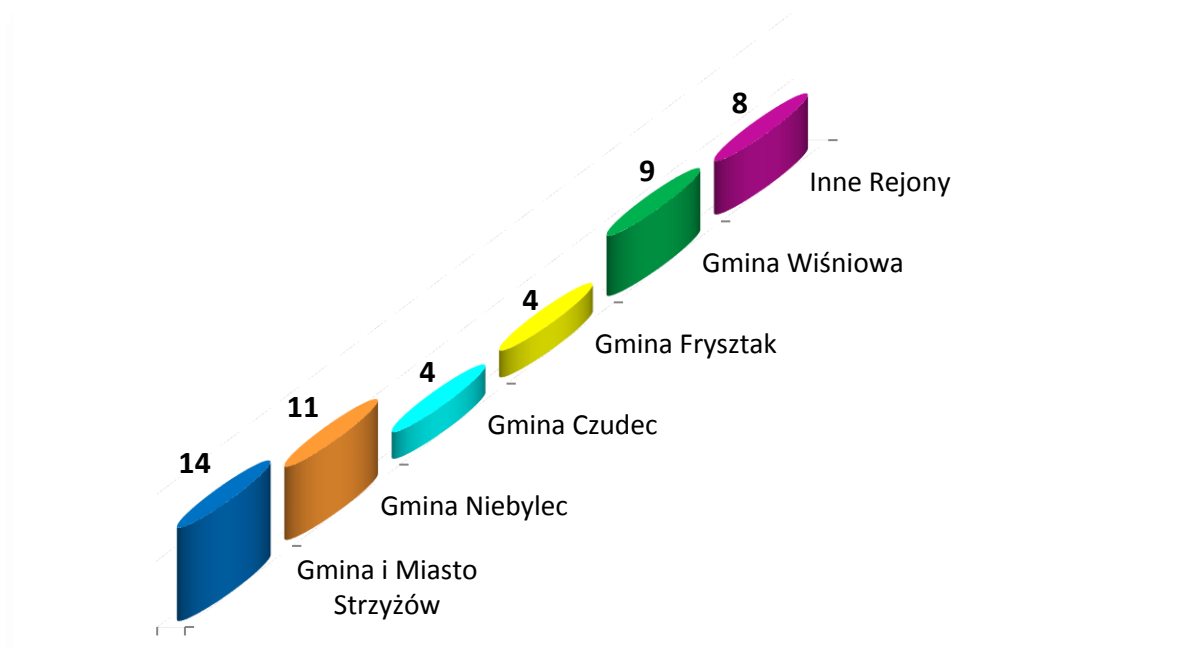 8
Inne Rejony
9
Gmina Wiśniowa
4
Gmina Frysztak
4
Gmina Czudec
11
Gmina Niebylec
14
Gmina i Miasto
Strzyżów